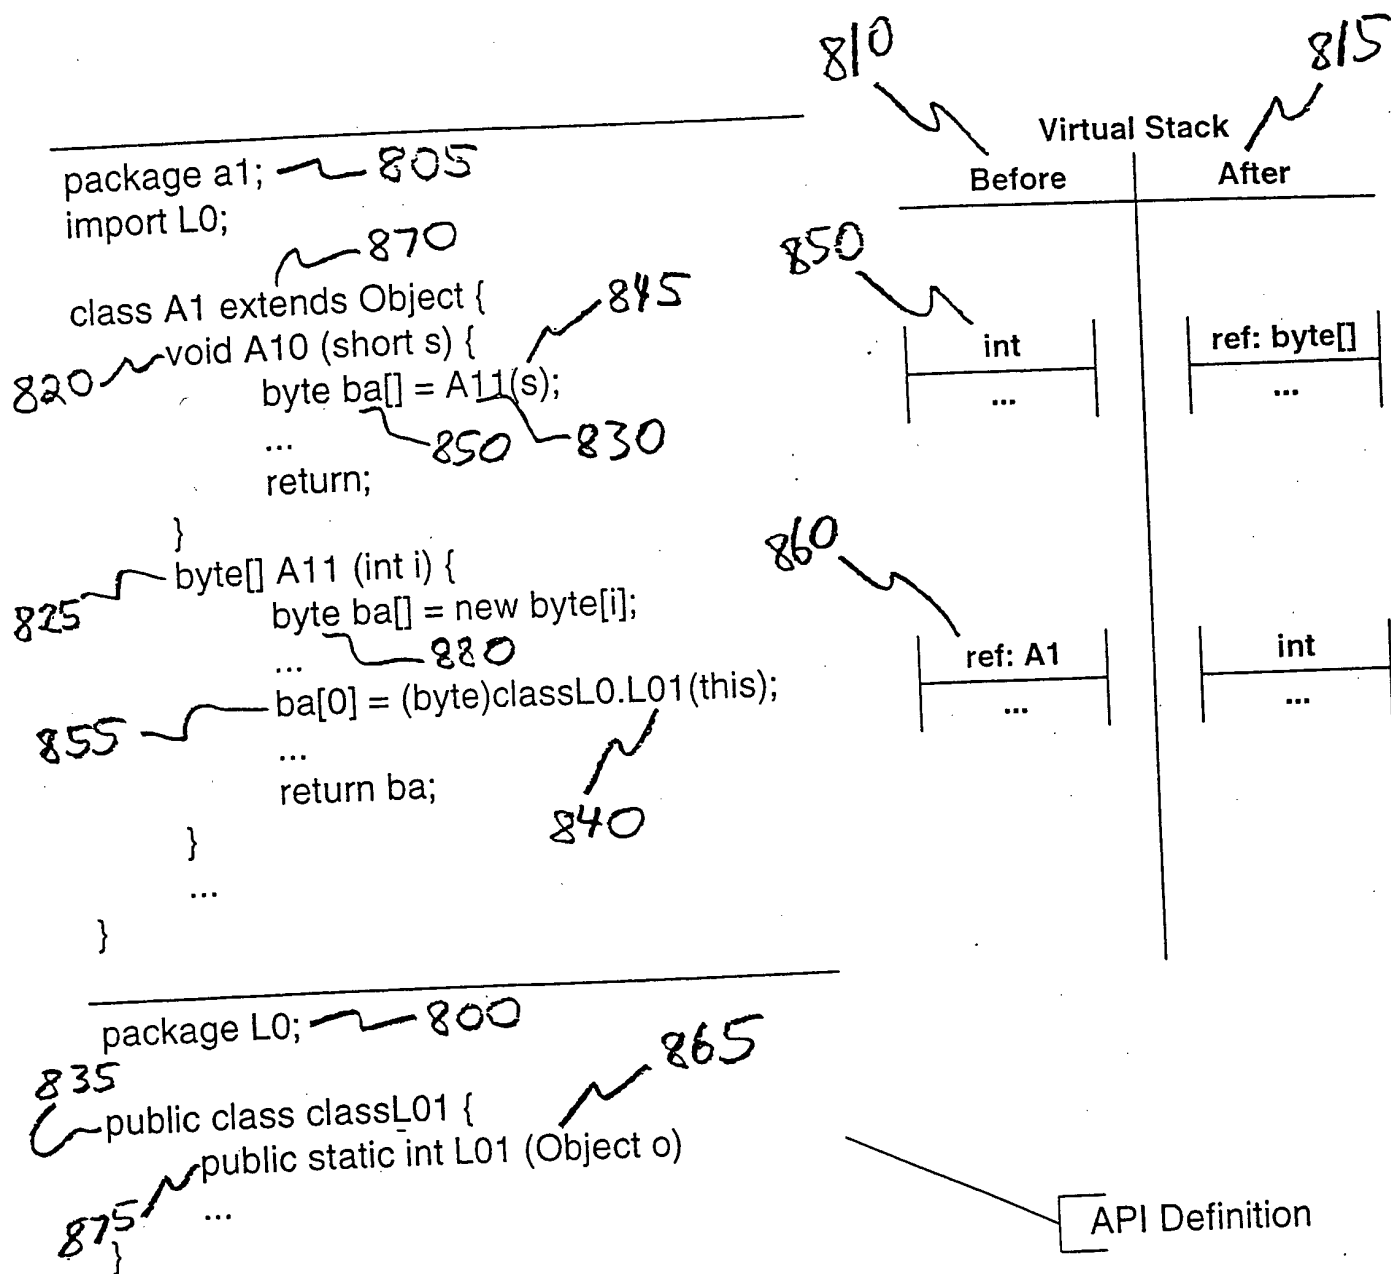 810
815
Virtual Stack
Before
After
package a1; 805
import L0;
870
class A1 extends Object {
845
820 void A10 (short s) {
byte ba[] = A11(s);
... 850 830
return;
}
850
int
...
ref: byte[]
...
825 byte[] A11 (int i) {
byte ba[] = new byte[i];
... 880
855 ba[0] = (byte)classL0.L01(this);
...
return ba;
840
}
...
}
860
ref: A1
...
int
...
package L0; 800
835
865
public class classL01 {
public static int L01 (Object o)
875 ...
}
API Definition